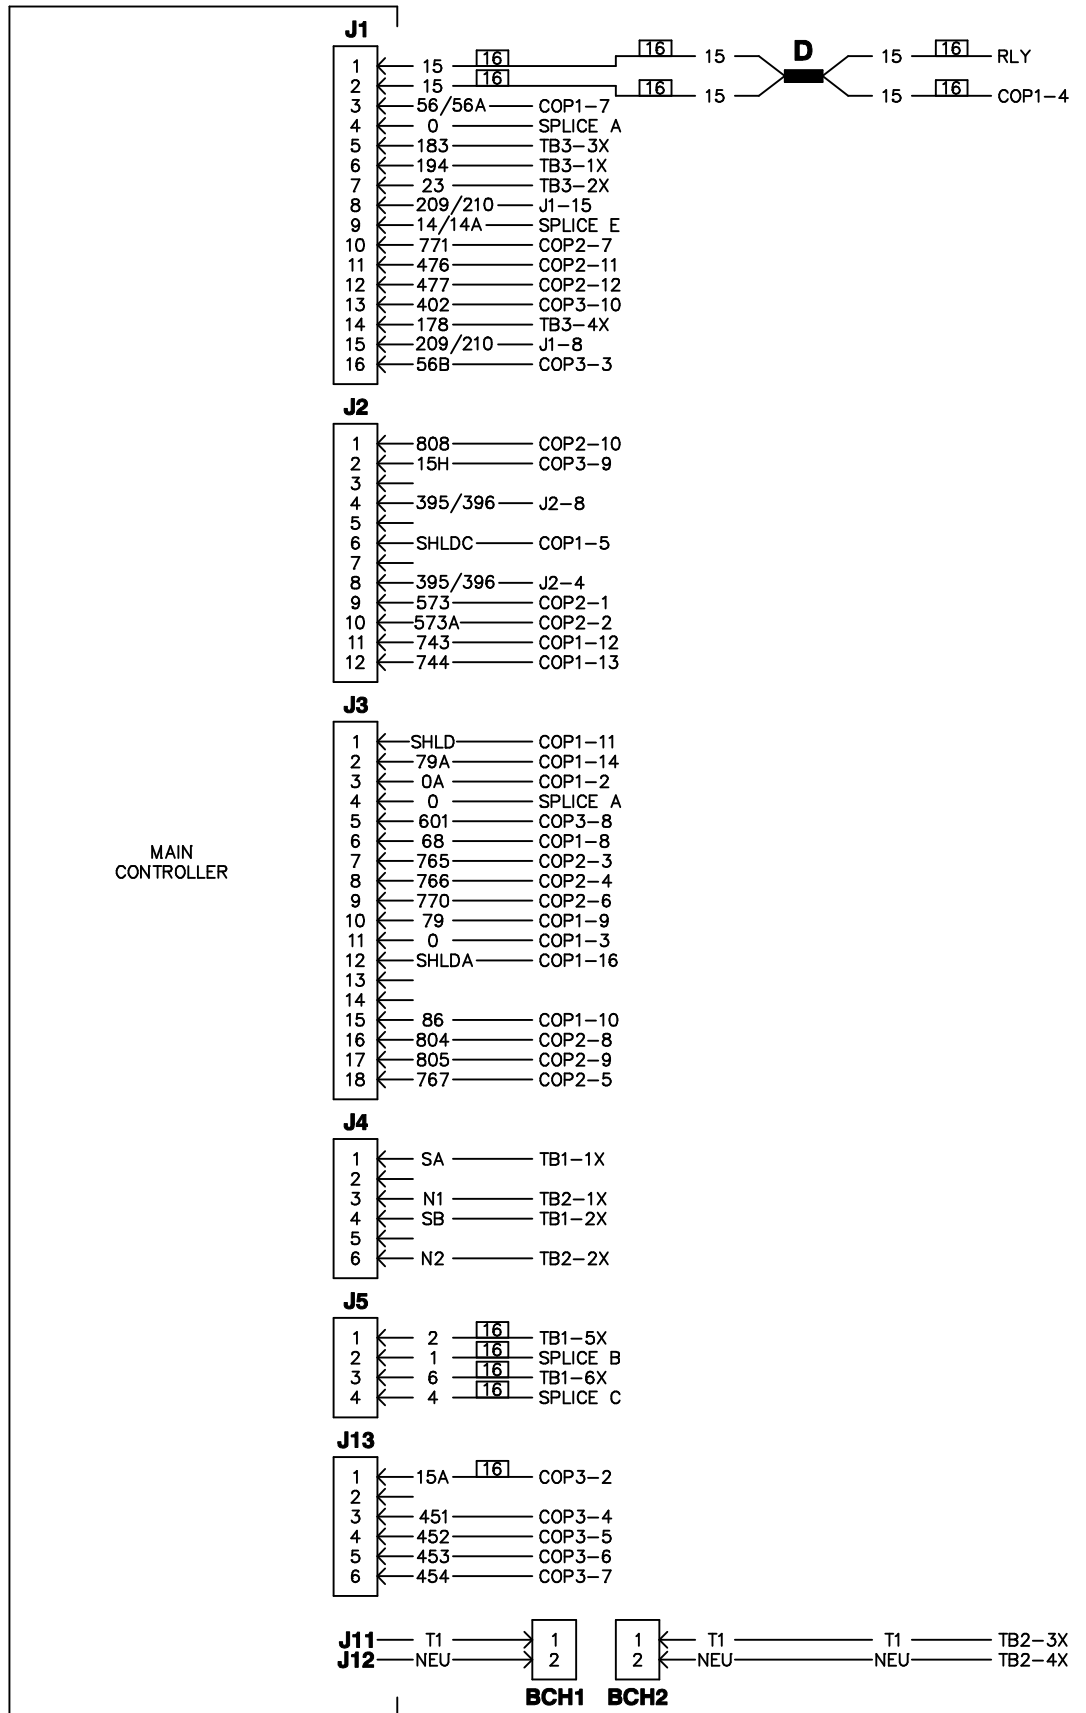 J1
1 15 16 16 15 D 15 16 RLY
2 15 16 16 15 15 16 COP1-4
3 56/56A COP1-7
4 0 SPLICE A
5 183 TB3-3X
6 194 TB3-1X
7 23 TB3-2X
8 209/210 J1-15
9 14/14A SPLICE E
10 771 COP2-7
11 476 COP2-11
12 477 COP2-12
13 402 COP3-10
14 178 TB3-4X
15 209/210 J1-8
16 56B COP3-3
J2
1 808 COP2-10
2 15H COP3-9
3
4 395/396 J2-8
5
6 SHLDC COP1-5
7
8 395/396 J2-4
9 573 COP2-1
10 573A COP2-2
11 743 COP1-12
12 744 COP1-13
J3
1 SHLD COP1-11
2 79A COP1-14
3 0A COP1-2
4 0 SPLICE A
5 601 COP3-8
6 68 COP1-8
7 765 COP2-3
8 766 COP2-4
9 770 COP2-6
10 79 COP1-9
11 0 COP1-3
12 SHLDA COP1-16
13
14
15 86 COP1-10
16 804 COP2-8
17 805 COP2-9
18 767 COP2-5
MAIN
CONTROLLER
J4
1 SA TB1-1X
2
3 N1 TB2-1X
4 SB TB1-2X
5
6 N2 TB2-2X
J5
1 2 16 TB1-5X
2 1 16 SPLICE B
3 6 16 TB1-6X
4 4 16 SPLICE C
J13
1 15A 16 COP3-2
2
3 451 COP3-4
4 452 COP3-5
5 453 COP3-6
6 454 COP3-7
J11 T1 1 1 T1 T1 TB2-3X
J12 NEU 2 2 NEU NEU TB2-4X
BCH1 BCH2